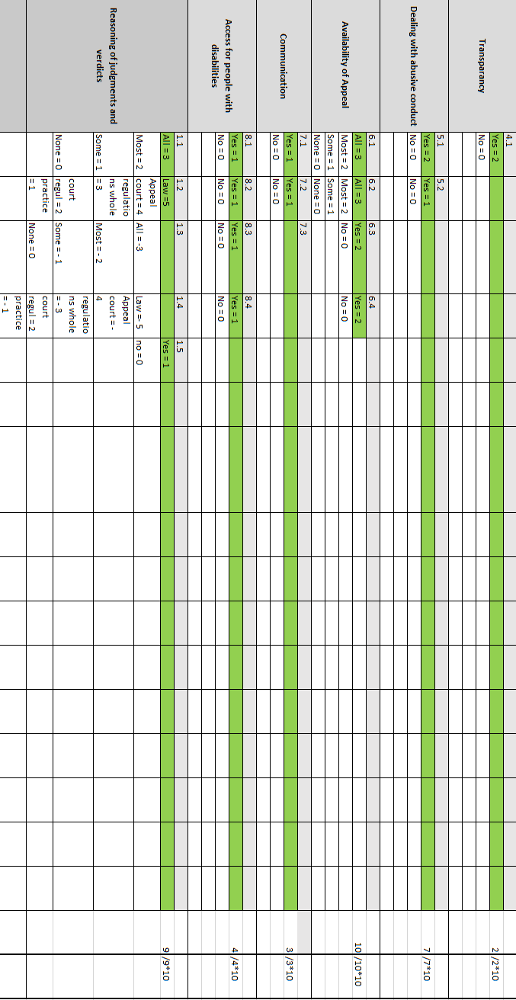 Transparancy
4.1
Yes = 2 2 /2*10
No = 0
Dealing with abusive conduct
5.1 5.2
Yes = 2 Yes = 1 7 /7*10
No = 0 No = 0
Availability of Appeal
6.1 6.2 6.3 6.4
All = 3 All = 3 Yes = 2 Yes = 2 10 /10*10
Most = 2 Most = 2 No = 0 No = 0
Some = 1 Some = 1
None = 0 None = 0
Communication
7.1 7.2 7.3
Yes = 1 Yes = 1 3 /3*10
No = 0 No = 0
Access for people with
disabilities
8.1 8.2 8.3 8.4
Yes = 1 Yes = 1 Yes = 1 Yes = 1 4 /4*10
No = 0 No = 0 No = 0 No = 0
Reasoning of judgments and
verdicts
1.1 1.2 1.3 1.4 1.5
All = 3 Law =5 Yes = 1 9 /9*10
Appeal
Most = 2 court = 4 All = -3 Law =- 5 no = 0
regulatio Appeal
ns whole court = -
Some = 1 = 3 Most = - 2 4
regulatio
court ns whole
None = 0 regul = 2 Some = - 1 = - 3
practice court
= 1 None = 0 regul = 2
practice
= - 1